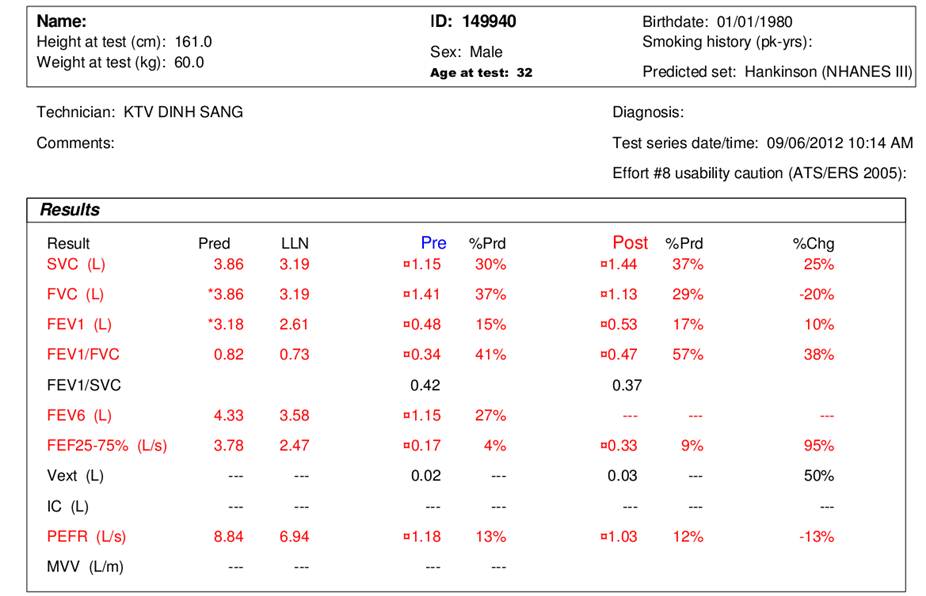 Name: ID: 149940 Birthdate: 01/01/1980
Height at test (cm): 161.0 Smoking history (pk-yrs):
Weight at test (kg): 60.0 Sex: Male
Age at test: 32 Predicted set: Hankinson (NHANES III)
Technician: KTV DINH SANG Diagnosis:
Comments: Test series date/time: 09/06/2012 10:14 AM
Effort #8 usability caution (ATS/ERS 2005):
Results
Result Pred LLN Pre %Prd Post %Prd %Chg
SVC (L) 3.86 3.19 ¤1.15 30% ¤1.44 37% 25%
FVC (L) *3.86 3.19 ¤1.41 37% ¤1.13 29% -20%
FEV1 (L) *3.18 2.61 ¤0.48 15% ¤0.53 17% 10%
FEV1/FVC 0.82 0.73 ¤0.34 41% ¤0.47 57% 38%
FEV1/SVC 0.42 0.37
FEV6 (L) 4.33 3.58 ¤1.15 27% --- --- ---
FEF25-75% (L/s) 3.78 2.47 ¤0.17 4% ¤0.33 9% 95%
Vext (L) --- --- 0.02 --- 0.03 --- 50%
IC (L) --- --- --- --- --- --- ---
PEFR (L/s) 8.84 6.94 ¤1.18 13% ¤1.03 12% -13%
MVV (L/m) --- --- --- ---